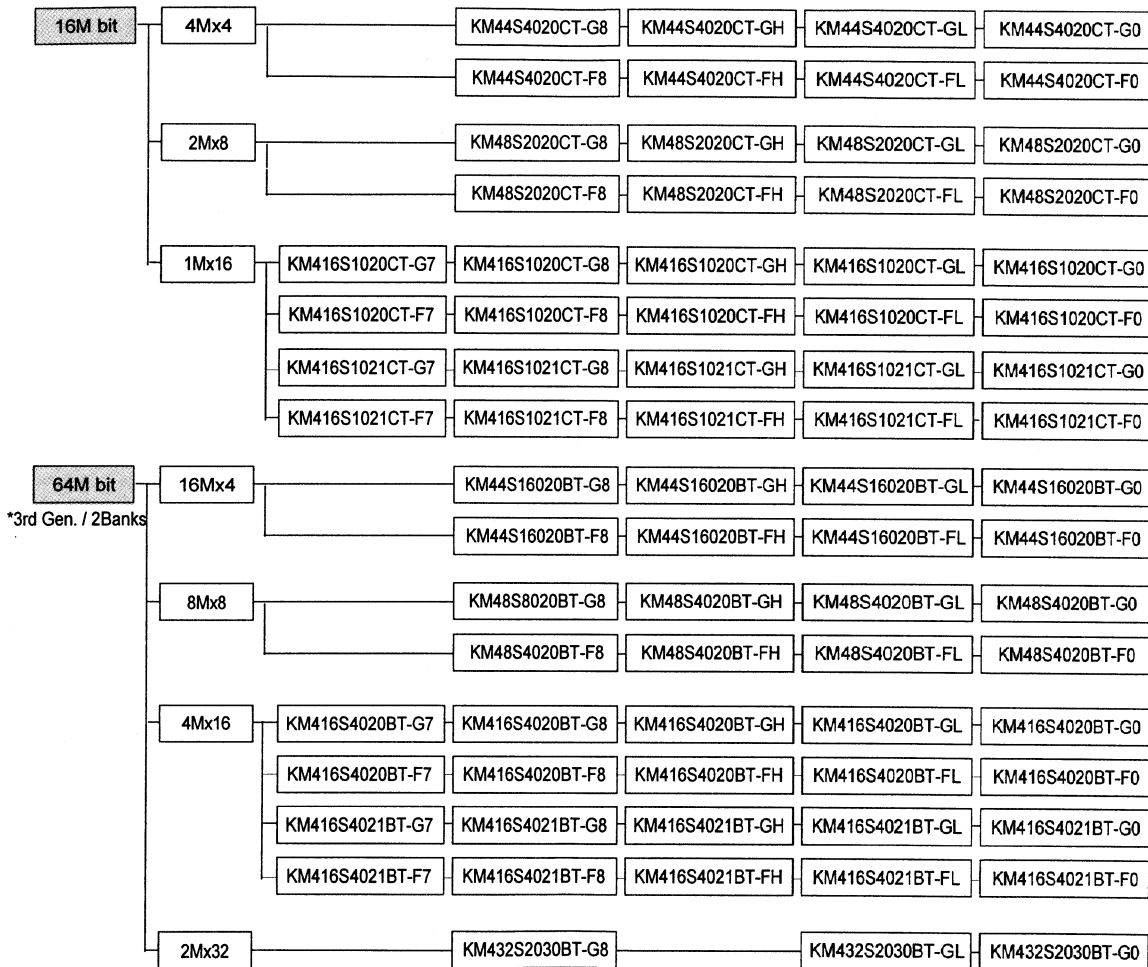 16M bit 4Mx4 KM44S4020CT-G8 KM44S4020CT-GH KM44S4020CT-GL KM44S4020CT-G0
KM44S4020CT-F8 KM44S4020CT-FH KM44S4020CT-FL KM44S4020CT-F0
2Mx8 KM48S2020CT-G8 KM48S2020CT-GH KM48S2020CT-GL KM48S2020CT-G0
KM48S2020CT-F8 KM48S2020CT-FH KM48S2020CT-FL KM48S2020CT-F0
1Mx16 KM416S1020CT-G7 KM416S1020CT-G8 KM416S1020CT-GH KM416S1020CT-GL KM416S1020CT-G0
KM416S1020CT-F7 KM416S1020CT-F8 KM416S1020CT-FH KM416S1020CT-FL KM416S1020CT-F0
KM416S1021CT-G7 KM416S1021CT-G8 KM416S1021CT-GH KM416S1021CT-GL KM416S1021CT-G0
KM416S1021CT-F7 KM416S1021CT-F8 KM416S1021CT-FH KM416S1021CT-FL KM416S1021CT-F0
64M bit 16Mx4 KM44S16020BT-G8 KM44S16020BT-GH KM44S16020BT-GL KM44S16020BT-G0
*3rd Gen. / 2Banks
KM44S16020BT-F8 KM44S16020BT-FH KM44S16020BT-FL KM44S16020BT-F0
8Mx8 KM48S8020BT-G8 KM48S4020BT-GH KM48S4020BT-GL KM48S4020BT-G0
KM48S4020BT-F8 KM48S4020BT-FH KM48S4020BT-FL KM48S4020BT-F0
4Mx16 KM416S4020BT-G7 KM416S4020BT-G8 KM416S4020BT-GH KM416S4020BT-GL KM416S4020BT-G0
KM416S4020BT-F7 KM416S4020BT-F8 KM416S4020BT-FH KM416S4020BT-FL KM416S4020BT-F0
KM416S4021BT-G7 KM416S4021BT-G8 KM416S4021BT-GH KM416S4021BT-GL KM416S4021BT-G0
KM416S4021BT-F7 KM416S4021BT-F8 KM416S4021BT-FH KM416S4021BT-FL KM416S4021BT-F0
2Mx32 KM432S2030BT-G8 KM432S2030BT-GL KM432S2030BT-G0